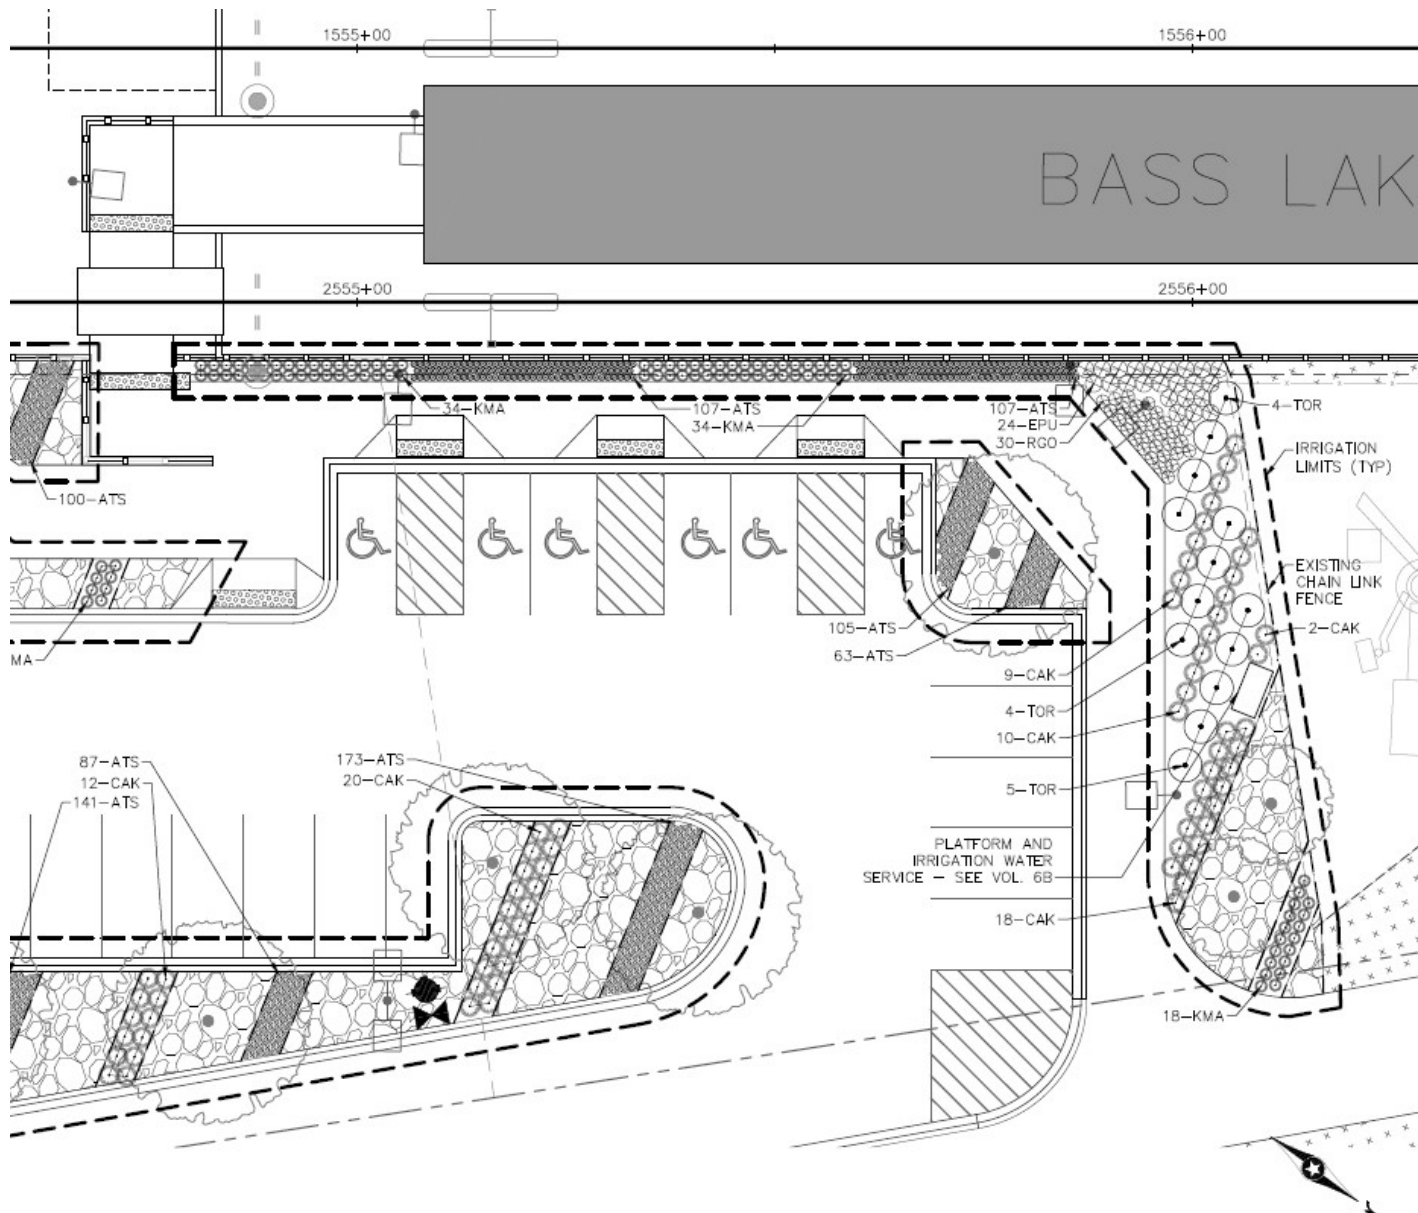 1555+00
1556+00
BASS LAK
2555+00
2556+00
34-KMA
107-ATS
34-KMA
107-ATS
24-EPU
30-RGO
4-TOR
IRRIGATION
LIMITS (TYP)
100-ATS
EXISTING
CHAIN LINK
FENCE
105-ATS
2-CAK
63-ATS
MA
9-CAK
4-TOR
10-CAK
87-ATS
12-CAK
141-ATS
173-ATS
20-CAK
5-TOR
PLATFORM AND
IRRIGATION WATER
SERVICE - SEE VOL. 6B
18-CAK
18-KMA